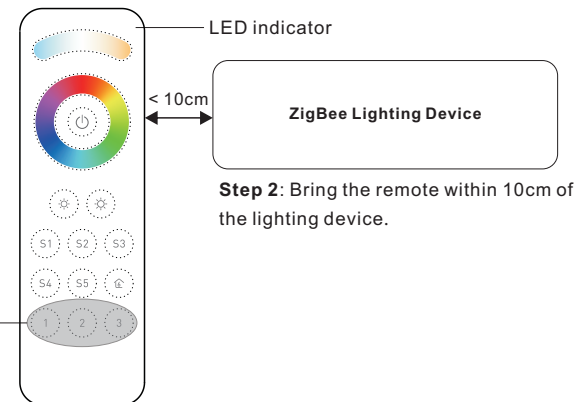 LED indicator
< 10cm
ZigBee Lighting Device
Step 2: Bring the remote within 10cm of
the lighting device.
S1 S2 S3
S4 S5
1 2 3